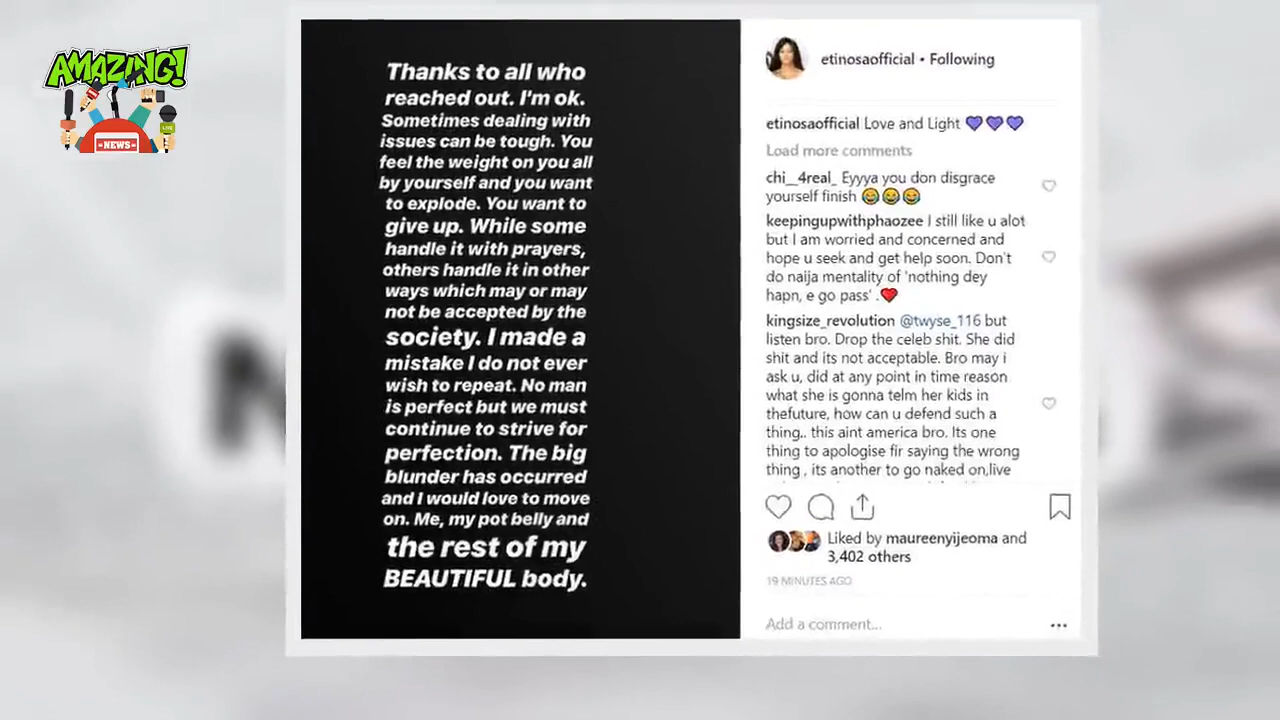 AMAZING!
NEWS
LIVE
Thanks to all who
reached out. I'm ok.
Sometimes dealing with
issues can be tough. You
feel the weight on you all
by yourself and you want
to explode. You want to
give up. While some
handle it with prayers,
others handle it in other
ways which may or may
not be accepted by the
society. I made a
mistake I do not ever
wish to repeat. No man
is perfect but we must
continue to strive for
perfection. The big
blunder has occurred
and I would love to move
on. Me, my pot belly and
the rest of my
BEAUTIFUL body.
etinosaofficial • Following
etinosaofficial Love and Light 💜💜💜
Load more comments
chi__4real_ Eyyya you don disgrace
yourself finish 😂😂😂
keepingupwithphaozee I still like u alot
but I am worried and concerned and
hope u seek and get help soon. Don't
do naija mentality of 'nothing dey
hapn, e go pass' .❤️
kingsize_revolution @twyse_116 but
listen bro. Drop the celeb shit. She did
shit and its not acceptable. Bro may i
ask u, did at any point in time reason
what she is gonna telm her kids in
thefuture, how can u defend such a
thing.. this aint america bro. Its one
thing to apologise fir saying the wrong
thing , its another to go naked on,live
Liked by maureenyijeoma and
3,402 others
19 MINUTES AGO
Add a comment...